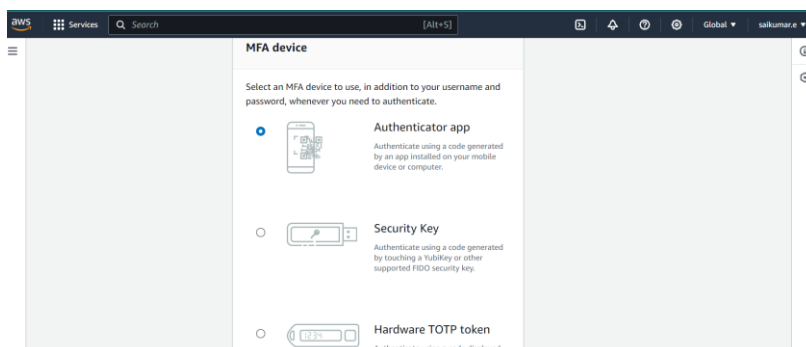 aws Services Search [Alt+S] Global ▼ saikumar.e ▼
MFA device
Select an MFA device to use, in addition to your username and
password, whenever you need to authenticate.
Authenticator app
Authenticate using a code generated
by an app installed on your mobile
device or computer.
Security Key
Authenticate using a code generated
by touching a YubiKey or other
supported FIDO security key.
1234
Hardware TOTP token